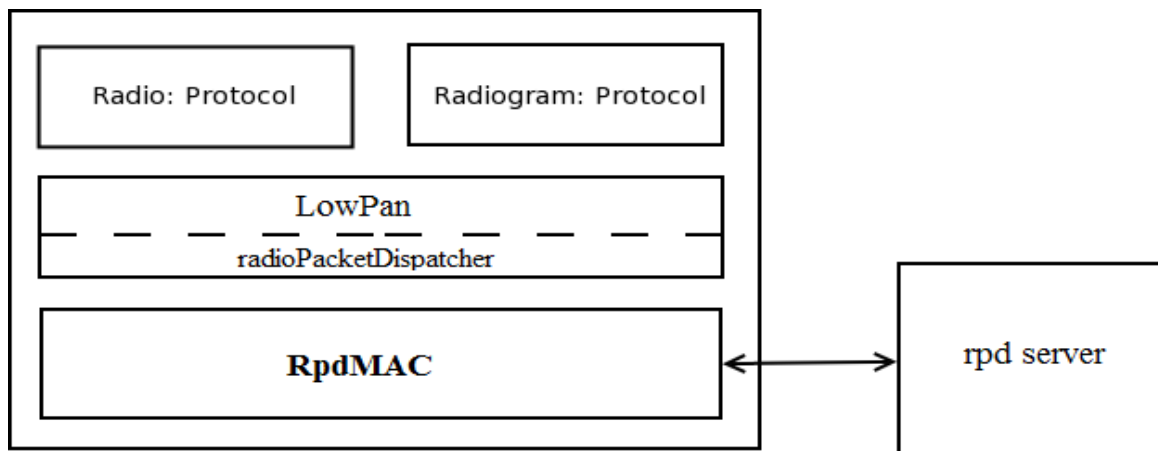 Radio: Protocol
Radiogram: Protocol
LowPan
radioPacketDispatcher
RpdMAC
rpd server